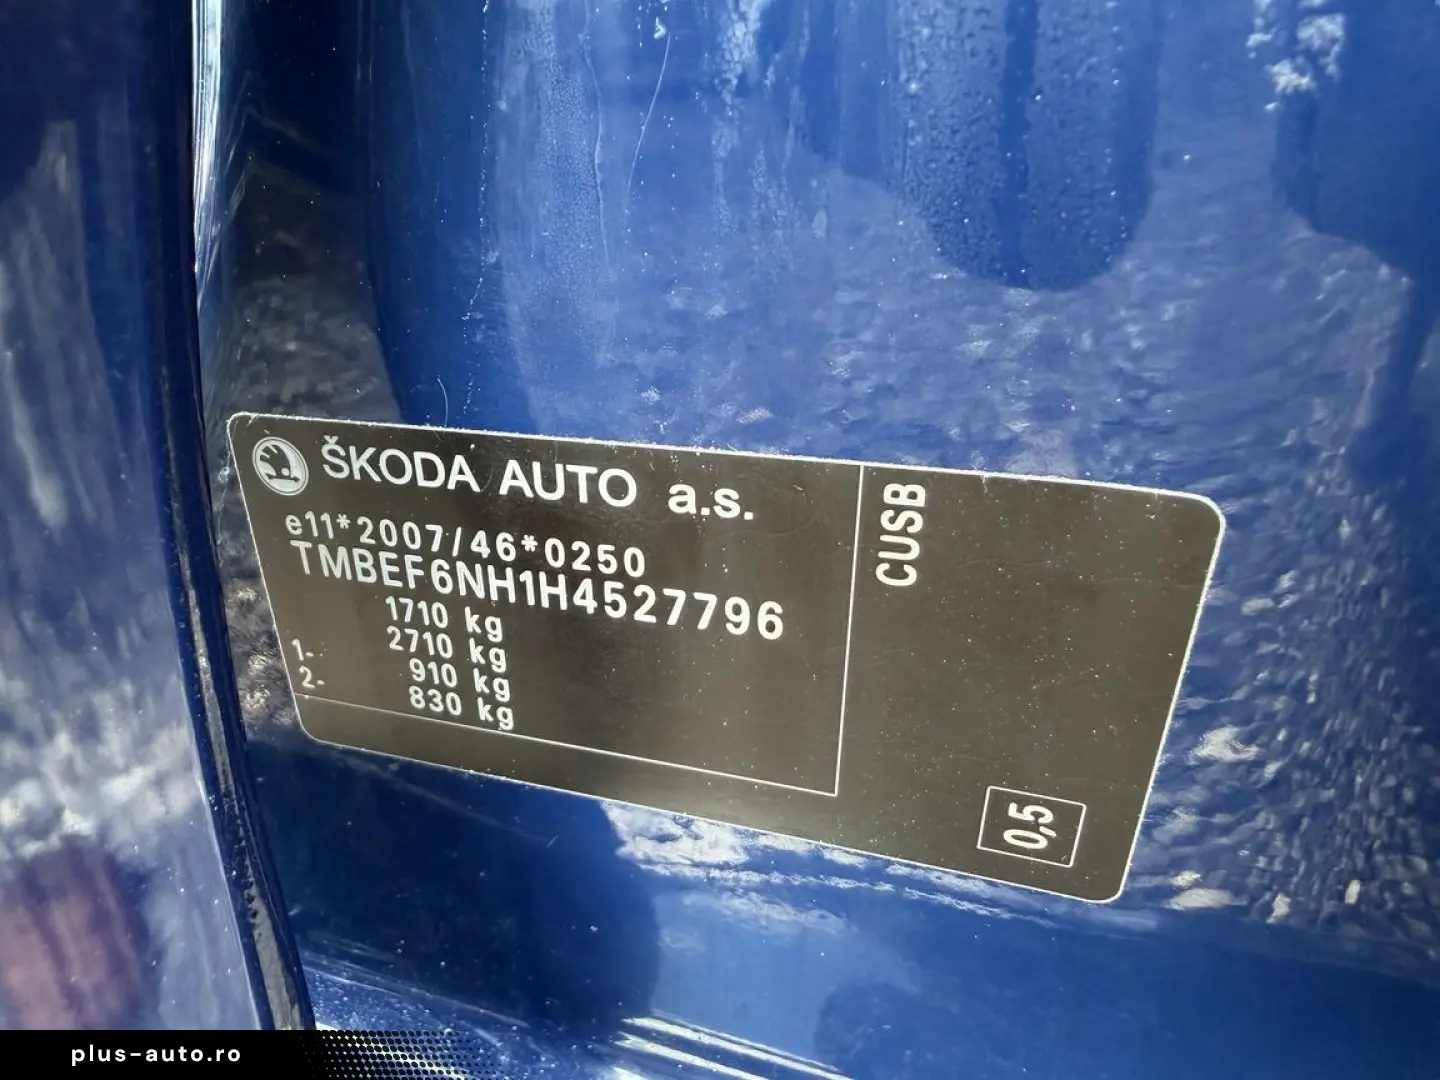 ŠKODA AUTO a.s.
e11*2007/46*0250
TMBEF6NH1H4527796
1710 kg
2710 kg
1- 910 kg
2- 830 kg
CUSB
0,5
plus-auto.ro